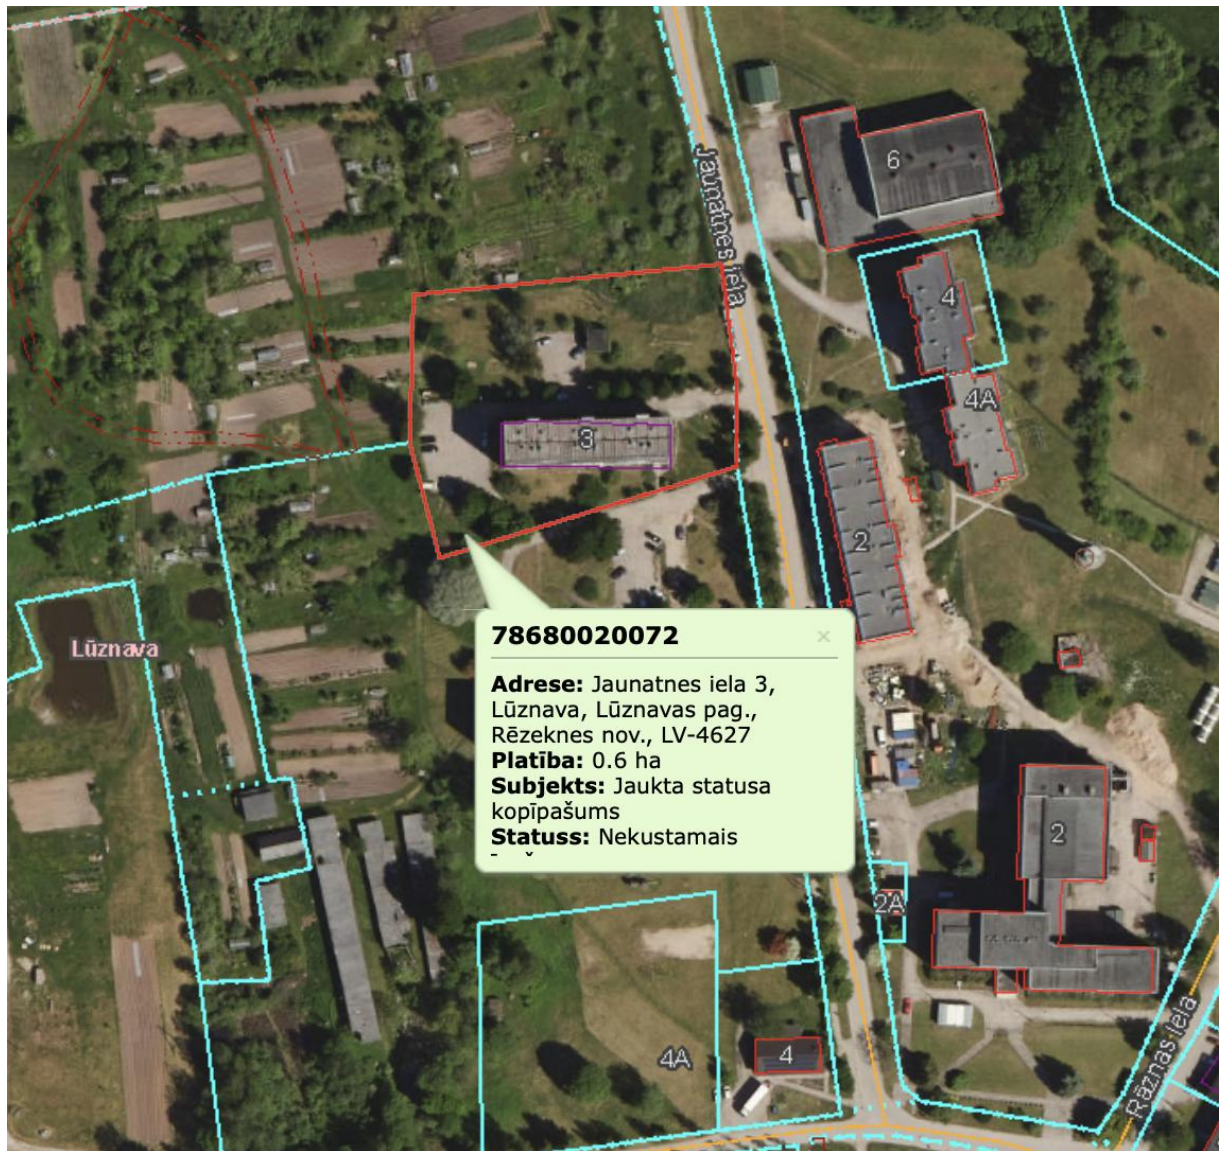 Jaunatnes iela
6
4
4A
3
2
Lūznava
78680020072
×
Adrese: Jaunatnes iela 3,
Lūznava, Lūznavas pag.,
Rēzeknes nov., LV-4627
Platība: 0.6 ha
Subjekts: Jaukta statusa
kopīpašums
Statuss: Nekustamais
2
2A
4A
4
Rāznas iela